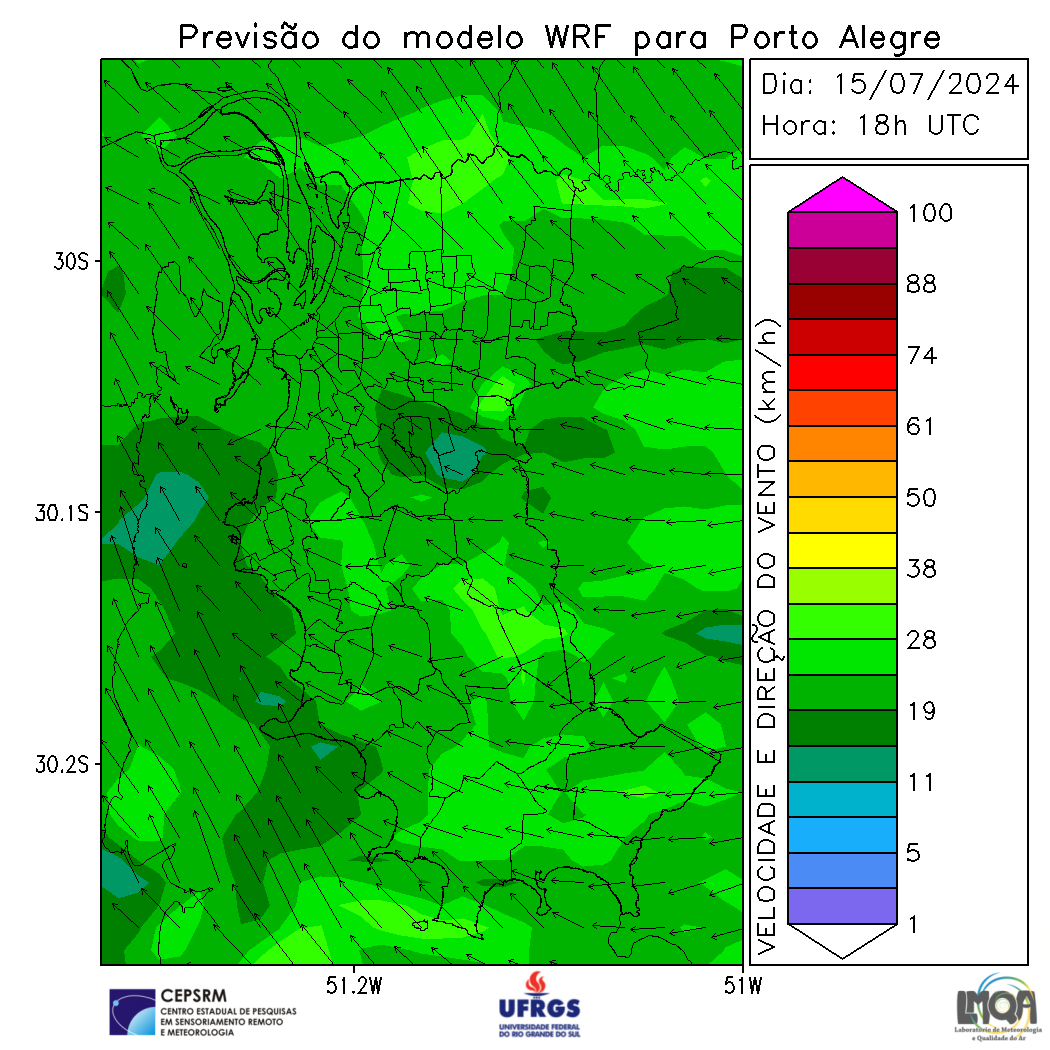 Previsão do modelo WRF para Porto Alegre
Dia: 15/07/2024
Hora: 18h UTC
30S
30.1S
30.2S
51.2W
51W
VELOCIDADE E DIREÇÃO DO VENTO (km/h)
100
88
74
61
50
38
28
19
11
5
1
CEPSRM
CENTRO ESTADUAL DE PESQUISAS
EM SENSORIAMENTO REMOTO
E METEOROLOGIA
UFRGS
UNIVERSIDADE FEDERAL
DO RIO GRANDE DO SUL
LMQA
Laboratório de Meteorologia
e Qualidade do Ar